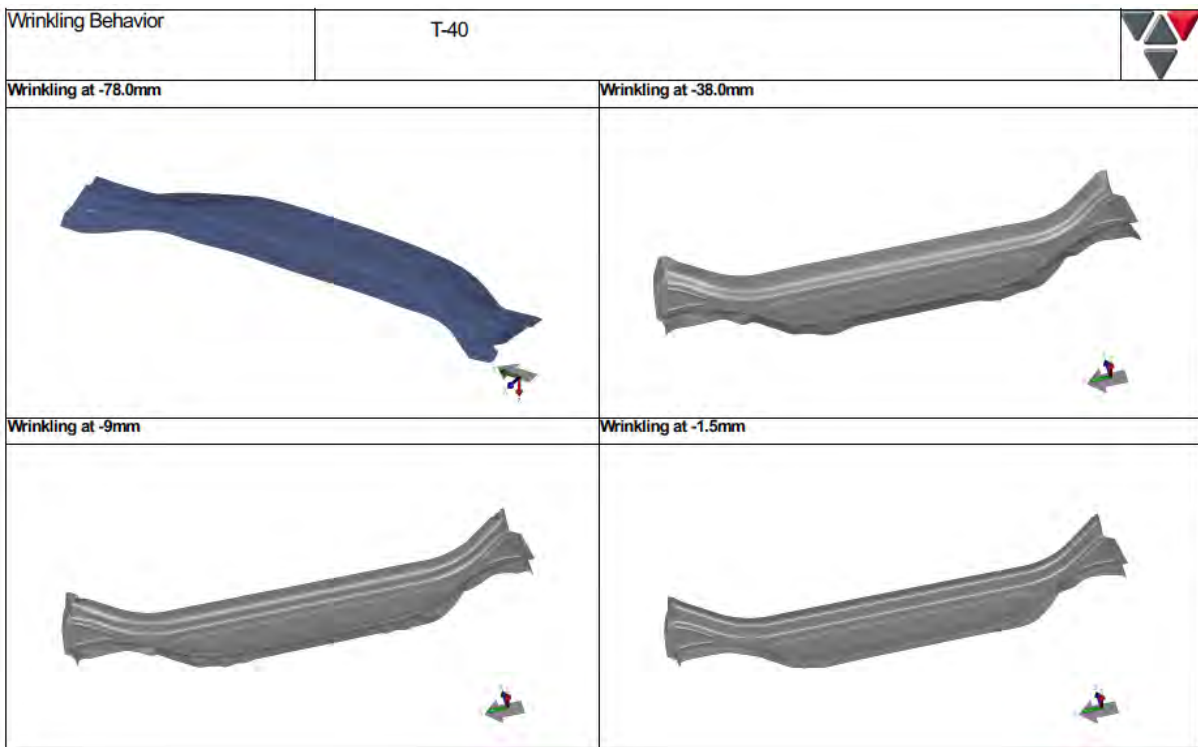 Wrinkling Behavior
T-40
Wrinkling at -78.0mm
Wrinkling at -38.0mm
Wrinkling at -9mm
Wrinkling at -1.5mm